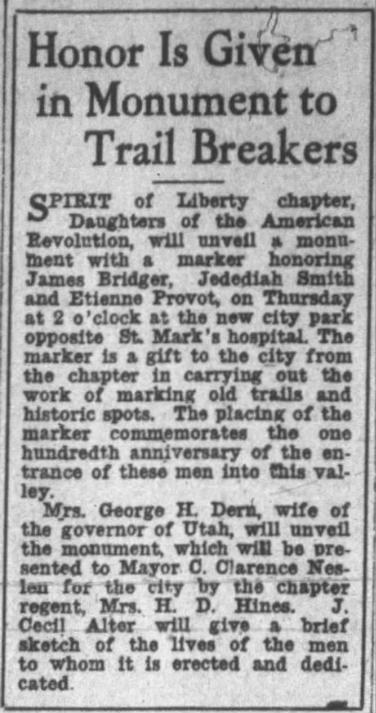 Honor Is Given
in Monument to
Trail Breakers
SPIRIT of Liberty chapter,
Daughters of the American
Revolution, will unveil a monu-
ment with a marker honoring
James Bridger, Jedediah Smith
and Etienne Provot, on Thursday
at 2 o'clock at the new city park
opposite St. Mark's hospital. The
marker is a gift to the city from
the chapter in carrying out the
work of marking old trails and
historic spots. The placing of the
marker commemorates the one
hundredth anniversary of the en-
trance of these men into this val-
ley.
Mrs. George H. Dern, wife of
the governor of Utah, will unveil
the monument, which will be pre-
sented to Mayor C. Clarence Nes-
len for the city by the chapter
regent, Mrs. H. D. Hines. J.
Cecil Alter will give a brief
sketch of the lives of the men
to whom it is erected and dedi-
cated.